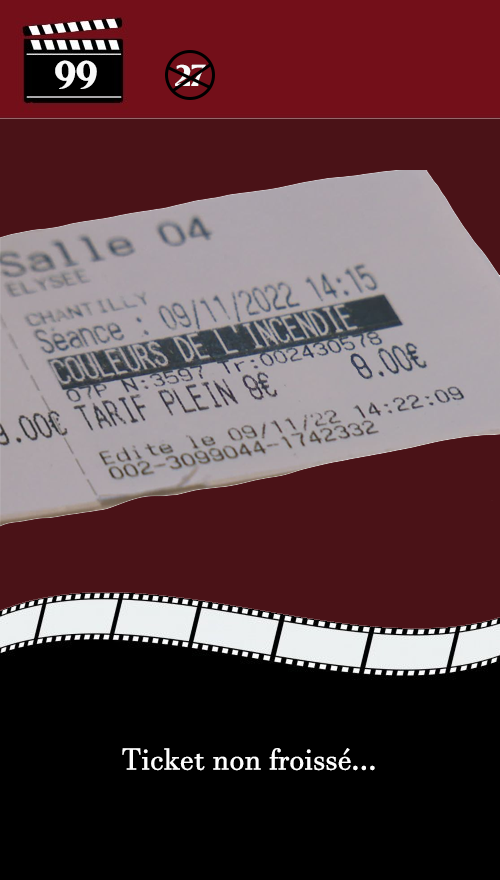 99
27
Salle 04
ELYSEE
CHANTILLY
Séance : 09/11/2022 14:15
COULEURS DE L'INCENDIE
07P N:3597 Tr:002430578
9.00€ TARIF PLEIN 9€ 9.00€
Edite le 09/11/22 14:22:09
002-3099044-1742332
Ticket non froissé...